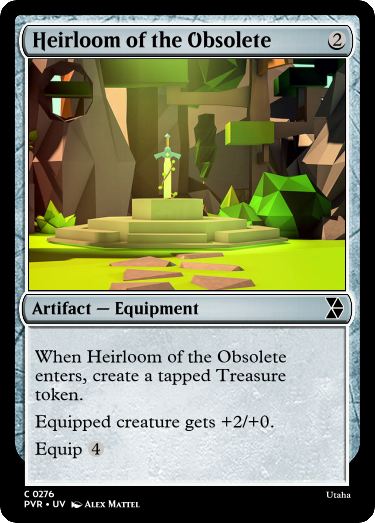 Heirloom of the Obsolete 2
Artifact — Equipment
When Heirloom of the Obsolete
enters, create a tapped Treasure
token.
Equipped creature gets +2/+0.
Equip 4
C 0276
PVR • UV Alex Mattel
Utaha